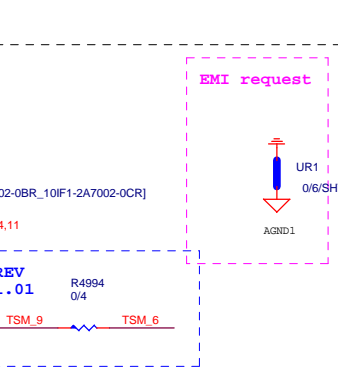 EMI request
UR1
0/6/SH
02-0BR_10IF1-2A7002-0CR]
4,11
AGND1
REV
1.01
R4994
0/4
TSM_9
TSM_6